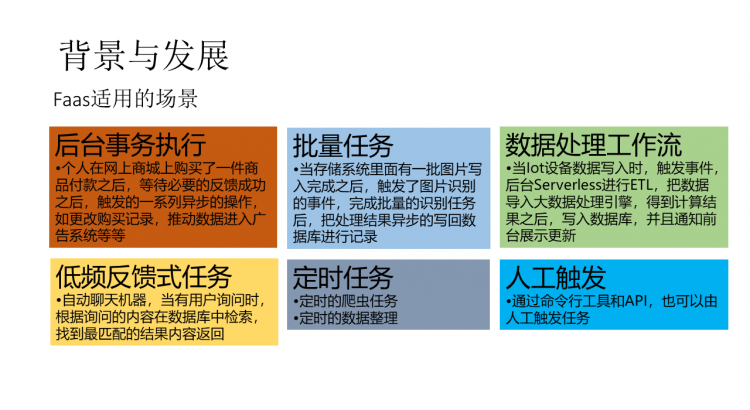 背景与发展
Faas适用的场景
后台事务执行
•个人在网上商城上购买了一件商
品付款之后，等待必要的反馈成功
之后，触发的一系列异步的操作，
如更改购买记录，推动数据进入广
告系统等等
批量任务
•当存储系统里面有一批图片写
入完成之后，触发了图片识别
的事件，完成批量的识别任务
后，把处理结果异步的写回数
据库进行记录
数据处理工作流
•当Iot设备数据写入时，触发事件，
后台Serverless进行ETL，把数据
导入大数据处理引擎，得到计算结
果之后，写入数据库，并且通知前
台展示更新
低频反馈式任务
•自动聊天机器，当有用户询问时，
根据询问的内容在数据库中检索，
找到最匹配的结果内容返回
定时任务
•定时的爬虫任务
•定时的数据整理
人工触发
•通过命令行工具和API，也可以由
人工触发任务